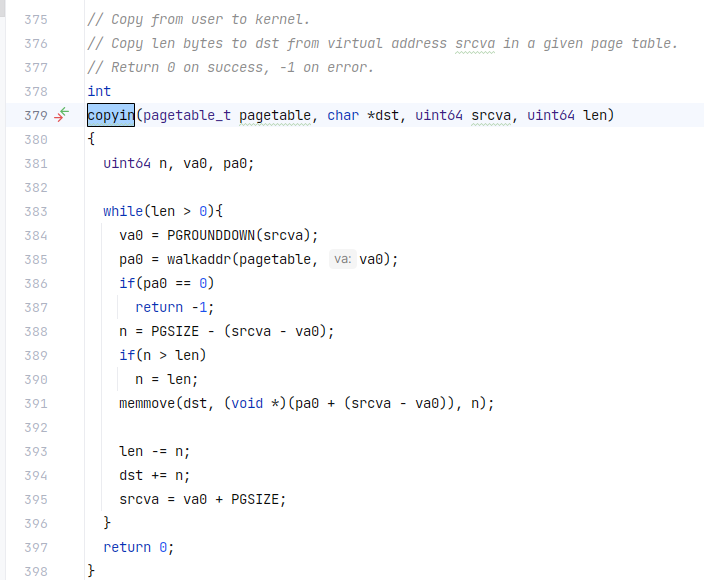 375 // Copy from user to kernel.
376 // Copy len bytes to dst from virtual address srcva in a given page table.
377 // Return 0 on success, -1 on error.
378 int
379 copyin(pagetable_t pagetable, char *dst, uint64 srcva, uint64 len)
380 {
381   uint64 n, va0, pa0;
382
383   while(len > 0){
384     va0 = PGROUNDDOWN(srcva);
385     pa0 = walkaddr(pagetable, va: va0);
386     if(pa0 == 0)
387       return -1;
388     n = PGSIZE - (srcva - va0);
389     if(n > len)
390       n = len;
391     memmove(dst, (void *)(pa0 + (srcva - va0)), n);
392
393     len -= n;
394     dst += n;
395     srcva = va0 + PGSIZE;
396   }
397   return 0;
398 }